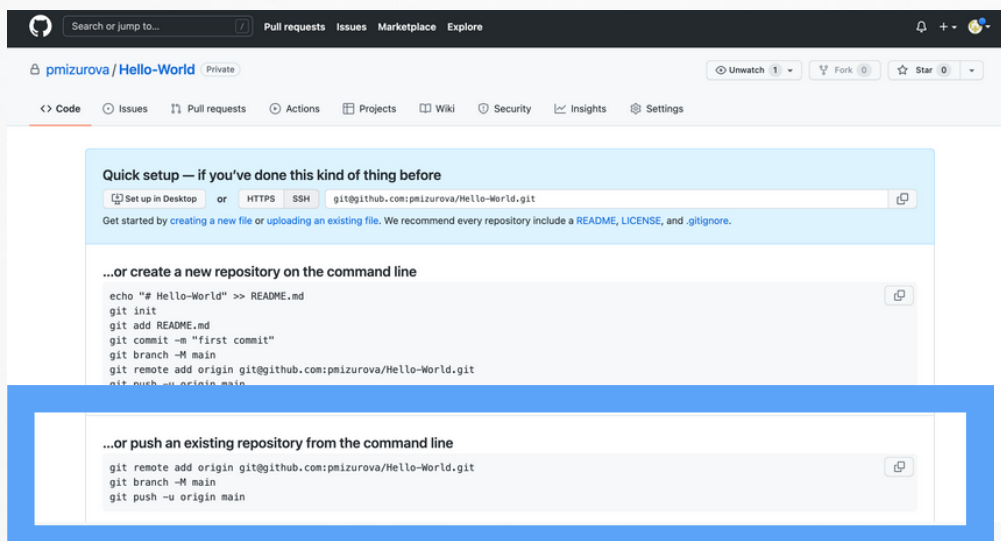 Search or jump to... / Pull requests Issues Marketplace Explore
pmizurova / Hello-World Private Unwatch 1 Fork 0 Star 0
<> Code Issues Pull requests Actions Projects Wiki Security Insights Settings
Quick setup — if you've done this kind of thing before
Set up in Desktop or HTTPS SSH git@github.com:pmizurova/Hello-World.git
Get started by creating a new file or uploading an existing file. We recommend every repository include a README, LICENSE, and .gitignore.
...or create a new repository on the command line
echo "# Hello-World" >> README.md
git init
git add README.md
git commit -m "first commit"
git branch -M main
git remote add origin git@github.com:pmizurova/Hello-World.git
git push -u origin main
...or push an existing repository from the command line
git remote add origin git@github.com:pmizurova/Hello-World.git
git branch -M main
git push -u origin main